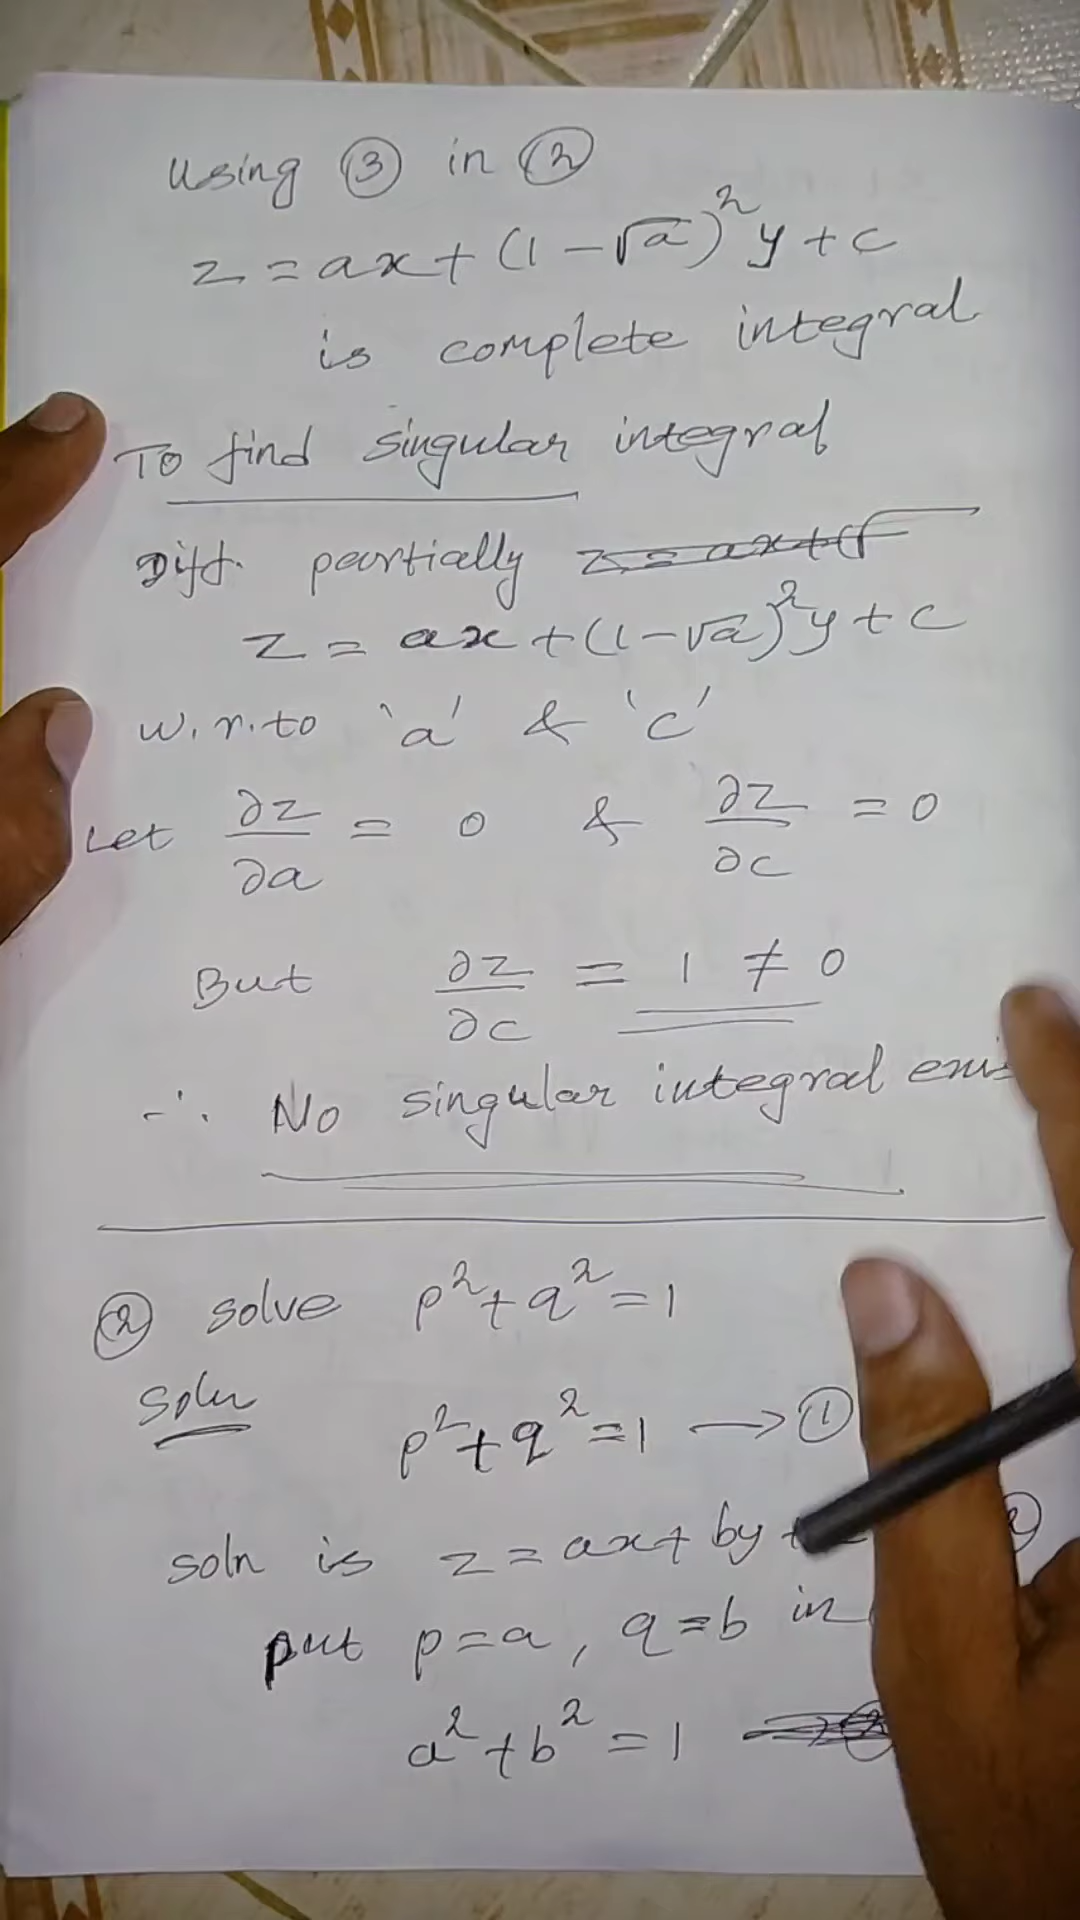 Using ③ in ②
z = ax + (1 - √a)² y + c
is complete integral
To find singular integral
Diff. partially
z = ax + (1 - √a)² y + c
w.r.to 'a' & 'c'
Let ∂z/∂a = 0 & ∂z/∂c = 0
But ∂z/∂c = 1 ≠ 0
∴ No singular integral
② solve p² + q² = 1
Soln
p² + q² = 1 → ①
soln is z = ax + by +
put p = a, q = b in
a² + b² = 1